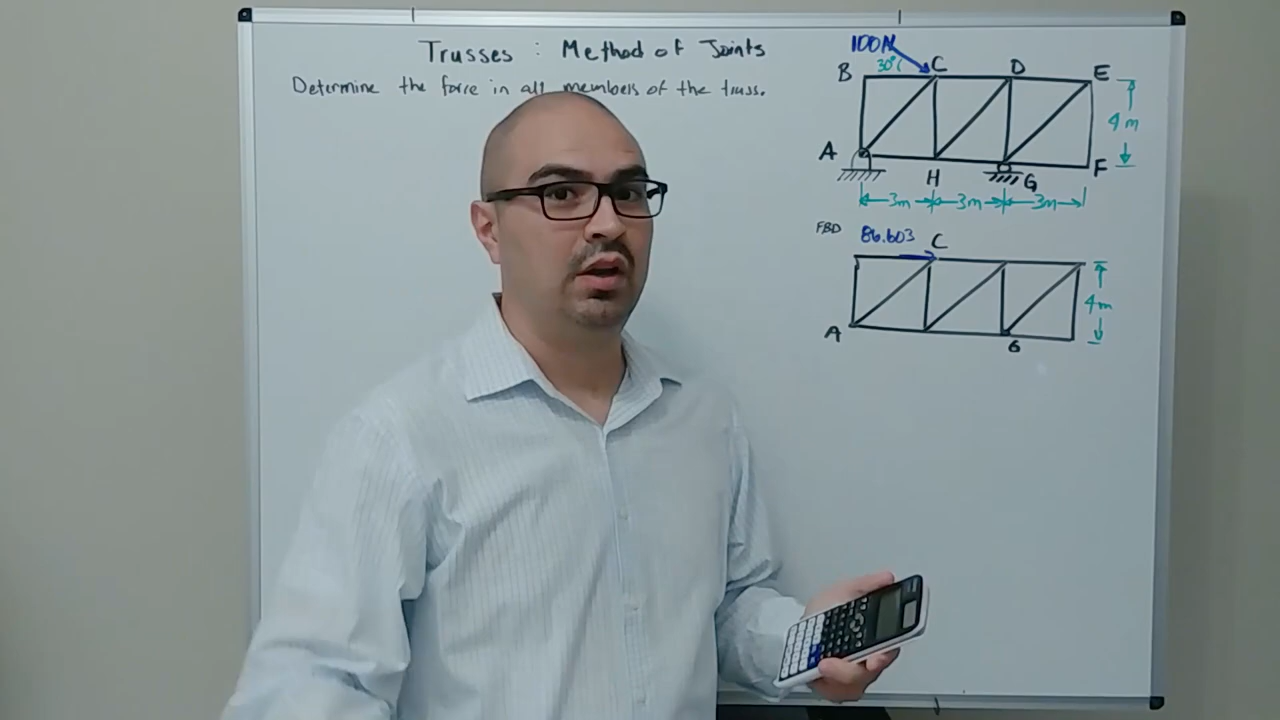 Trusses : Method of Joints
Determine the force in all members of the truss.
100N
30°
B C D E
4 m
A H G F
3m 3m 3m
FBD 86.603 C
4m
A G